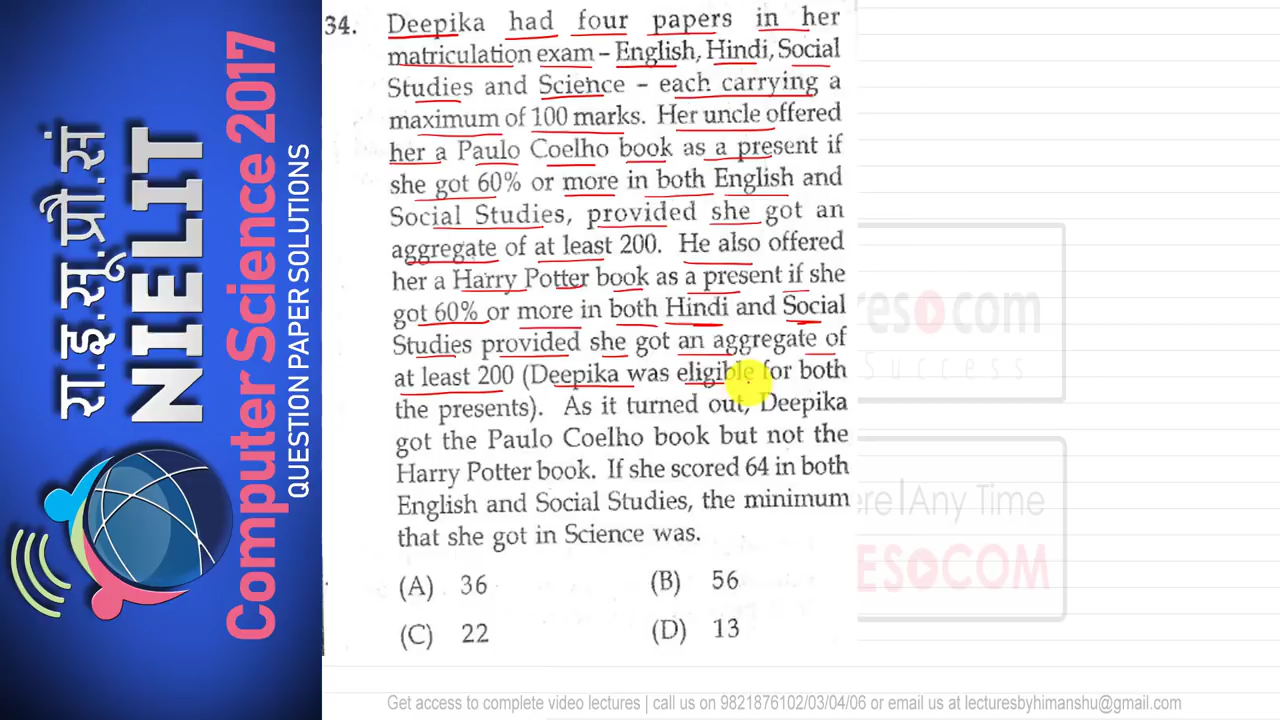 रा.इ.सू.प्रौ.सं
NIELIT
Computer Science 2017
QUESTION PAPER SOLUTIONS
34. Deepika had four papers in her
matriculation exam – English, Hindi, Social
Studies and Science – each carrying a
maximum of 100 marks. Her uncle offered
her a Paulo Coelho book as a present if
she got 60% or more in both English and
Social Studies, provided she got an
aggregate of at least 200. He also offered
her a Harry Potter book as a present if she
got 60% or more in both Hindi and Social
Studies provided she got an aggregate of
at least 200 (Deepika was eligible for both
the presents). As it turned out, Deepika
got the Paulo Coelho book but not the
Harry Potter book. If she scored 64 in both
English and Social Studies, the minimum
that she got in Science was.
(A) 36 (B) 56
(C) 22 (D) 13
com
Success
Any Time
ES COM
Get access to complete video lectures | call us on 9821876102/03/04/06 or email us at lecturesbyhimanshu@gmail.com